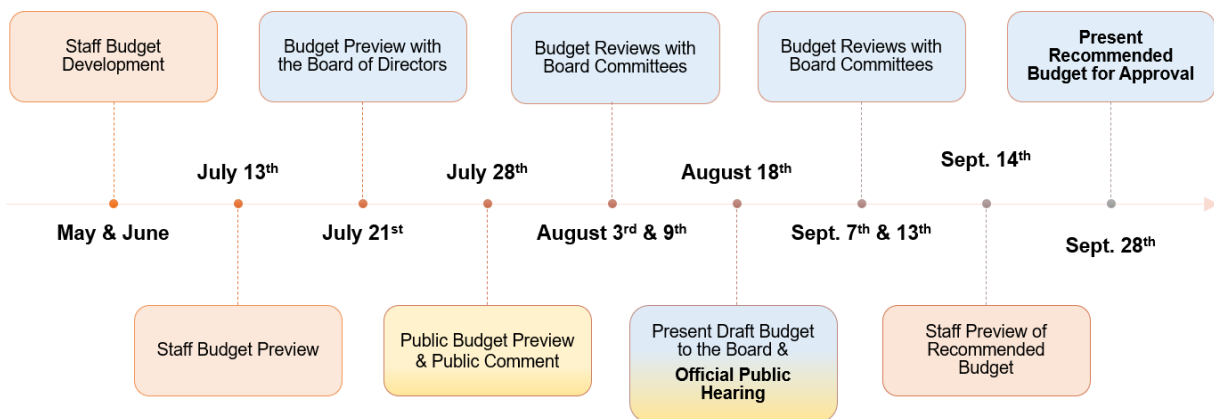 Staff Budget
Development
Budget Preview with
the Board of Directors
Budget Reviews with
Board Committees
Budget Reviews with
Board Committees
Present
Recommended
Budget for Approval
July 13th
July 28th
August 18th
Sept. 14th
May & June
July 21st
August 3rd & 9th
Sept. 7th & 13th
Sept. 28th
Staff Budget Preview
Public Budget Preview
& Public Comment
Present Draft Budget
to the Board &
Official Public
Hearing
Staff Preview of
Recommended
Budget